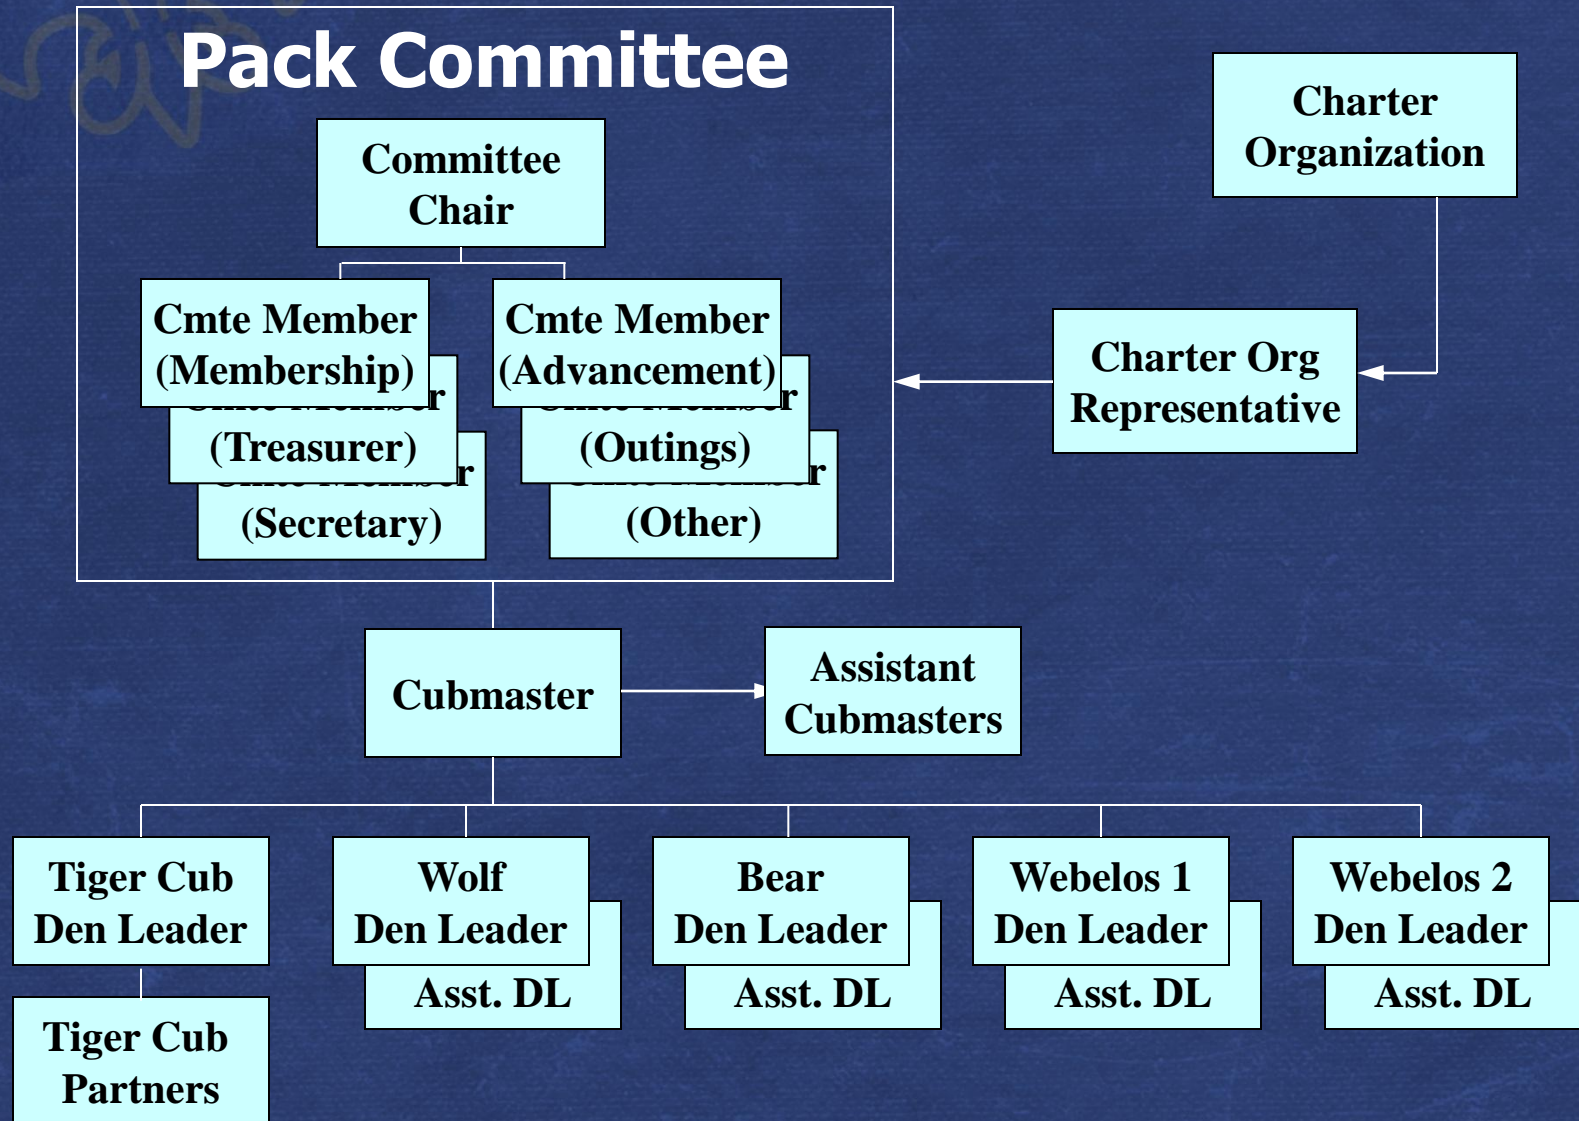 Pack Committee
Charter
Organization
Committee
Chair
Cmte Member
(Membership)
Cmte Member
(Advancement)
(Treasurer)
(Outings)
(Secretary)
(Other)
Charter Org
Representative
Cubmaster
Assistant
Cubmasters
Tiger Cub
Den Leader
Wolf
Den Leader
Asst. DL
Bear
Den Leader
Asst. DL
Webelos 1
Den Leader
Asst. DL
Webelos 2
Den Leader
Asst. DL
Tiger Cub
Partners